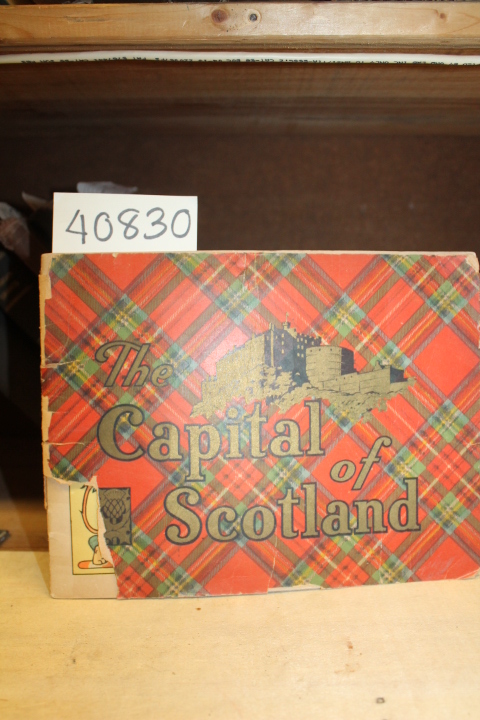 40830
The
Capital
of
Scotland